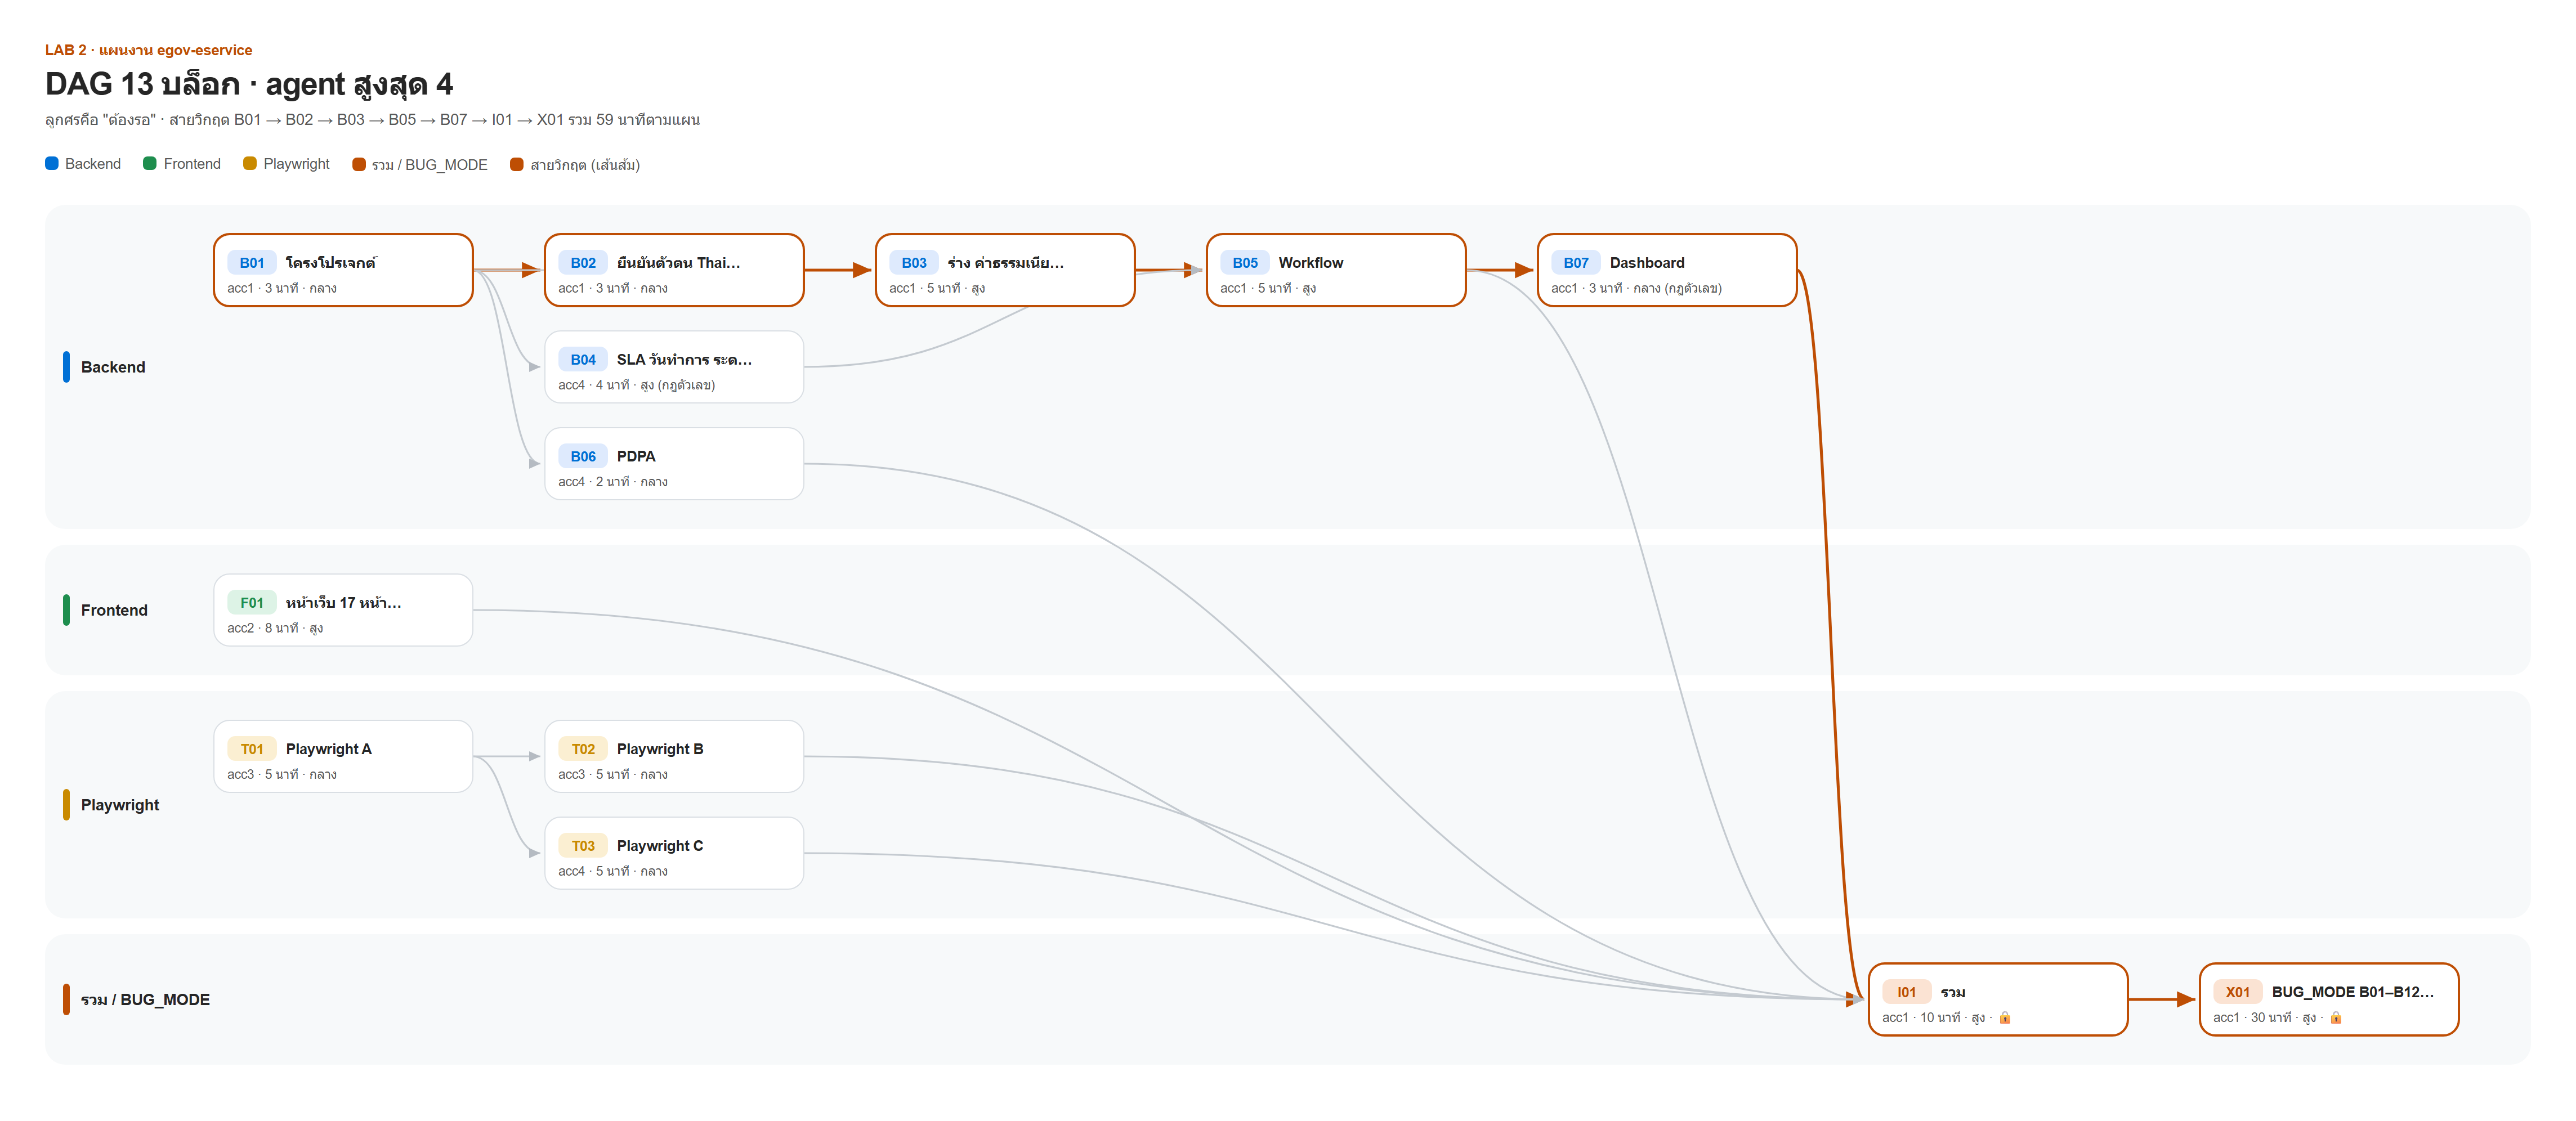 LAB 2 · แผนงาน egov-eservice
DAG 13 บล็อก · agent สูงสุด 4
ลูกศรคือ "ต้องรอ" · สายวิกฤต B01 → B02 → B03 → B05 → B07 → I01 → X01 รวม 59 นาทีตามแผน
Backend Frontend Playwright รวม / BUG_MODE สายวิกฤต (เส้นส้ม)
Backend
B01 โครงโปรเจกต์
acc1 · 3 นาที · กลาง
B02 ยืนยันตัวตน Thai…
acc1 · 3 นาที · กลาง
B03 ร่าง ค่าธรรมเนีย…
acc1 · 5 นาที · สูง
B05 Workflow
acc1 · 5 นาที · สูง
B07 Dashboard
acc1 · 3 นาที · กลาง (กฎตัวเลข)
B04 SLA วันทำการ ระด…
acc4 · 4 นาที · สูง (กฎตัวเลข)
B06 PDPA
acc4 · 2 นาที · กลาง
Frontend
F01 หน้าเว็บ 17 หน้า…
acc2 · 8 นาที · สูง
Playwright
T01 Playwright A
acc3 · 5 นาที · กลาง
T02 Playwright B
acc3 · 5 นาที · กลาง
T03 Playwright C
acc4 · 5 นาที · กลาง
รวม / BUG_MODE
I01 รวม
acc1 · 10 นาที · สูง · 🔒
X01 BUG_MODE B01–B12…
acc1 · 30 นาที · สูง · 🔒